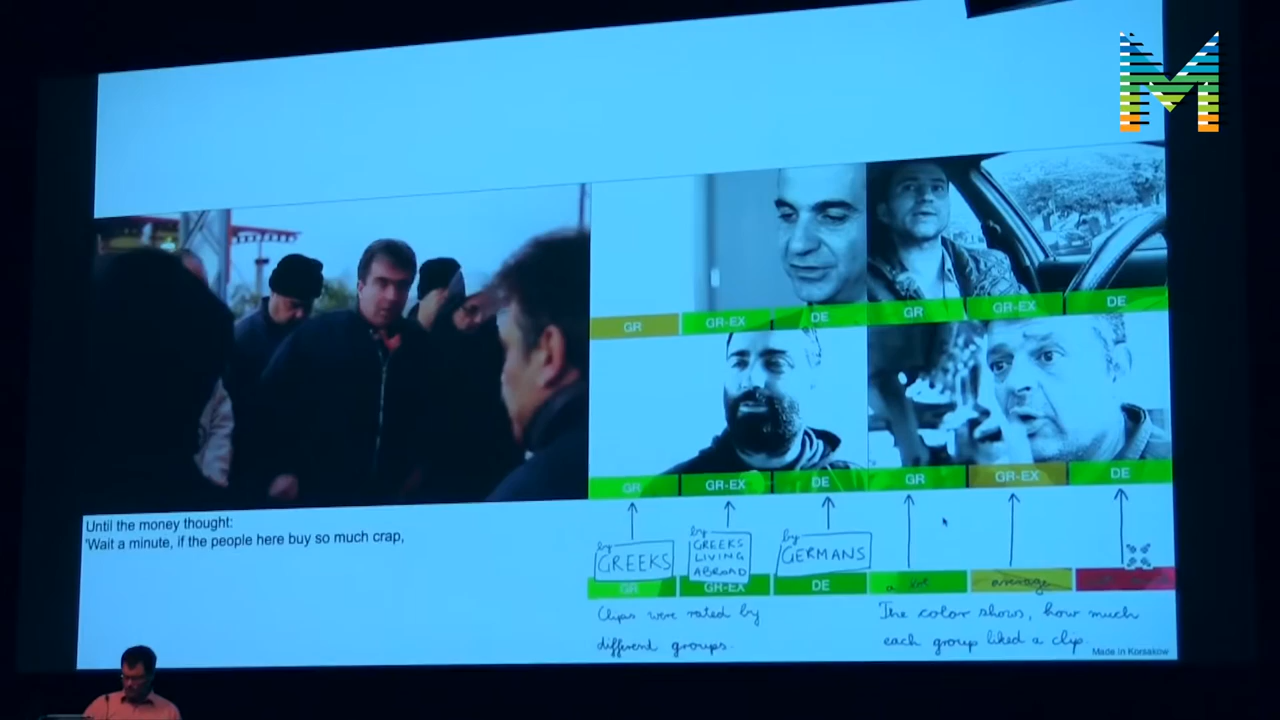 M
GR GR-EX DE GR GR-EX DE
GR GR-EX DE GR GR-EX DE
Until the money thought:
'Wait a minute, if the people here buy so much crap,
by GREEKS
by GREEKS LIVING ABROAD
by GERMANS
GR GR-EX DE a lot average
Clips were rated by
different groups.
The color shows, how much
each group liked a clip.
Made in Korsakow